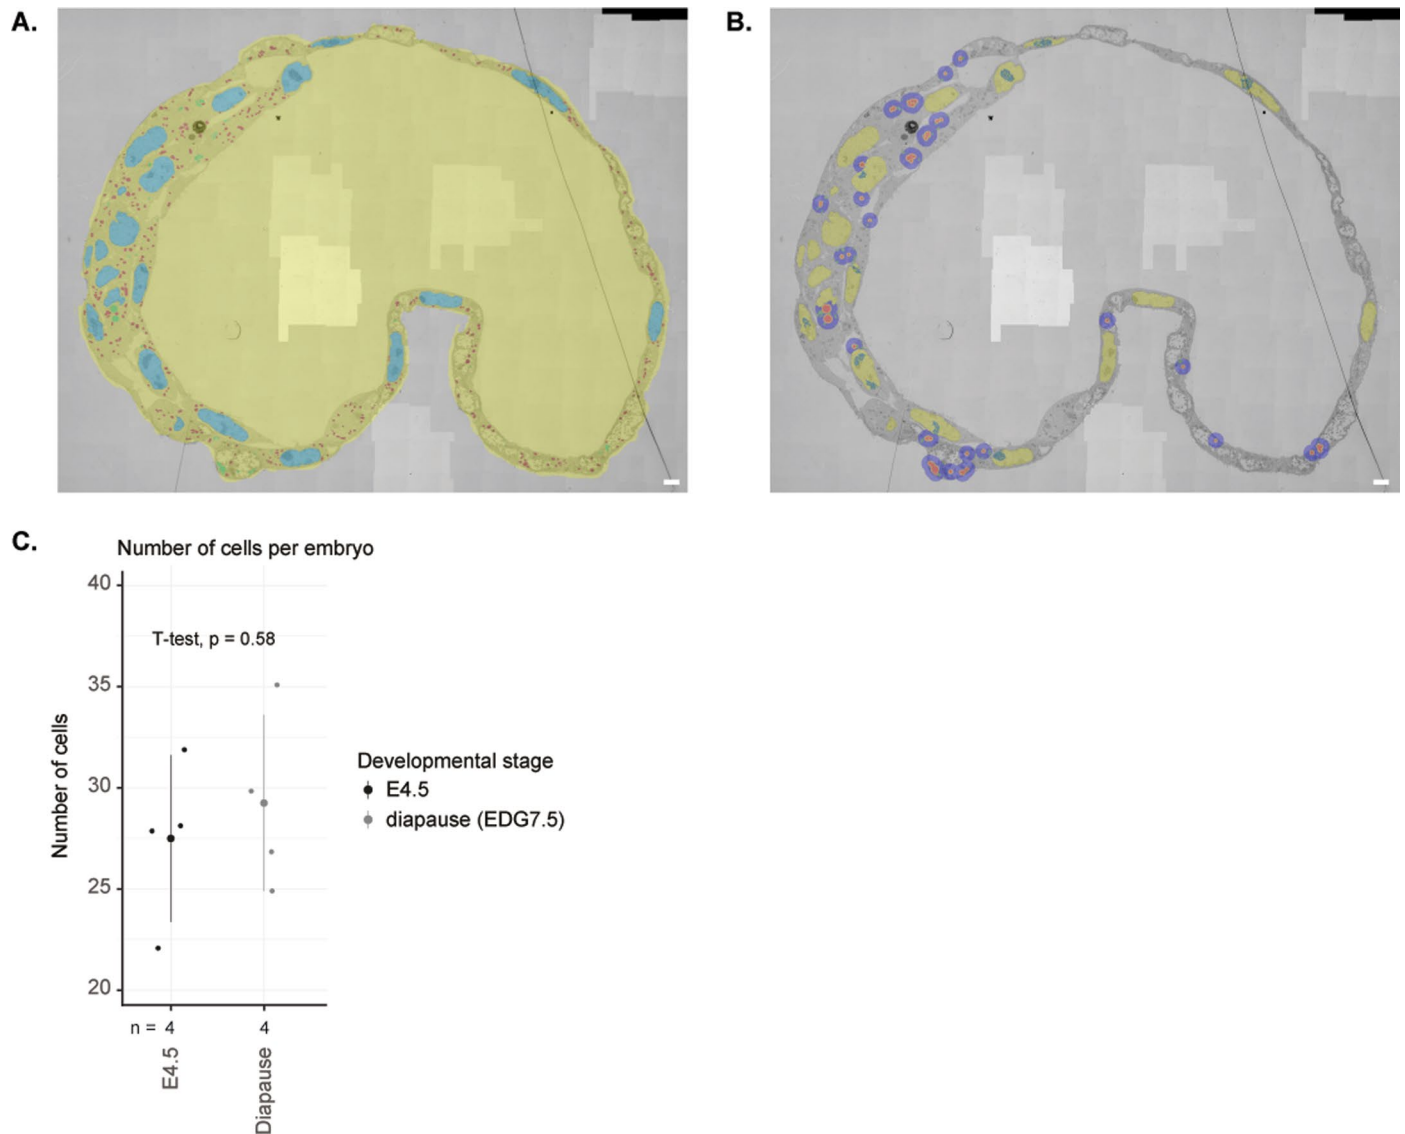 A.
B.
C.
Number of cells per embryo
40
T-test, p = 0.58
35
30
25
20
Number of cells
Developmental stage
E4.5
diapause (EDG7.5)
n = 4 4
E4.5
Diapause